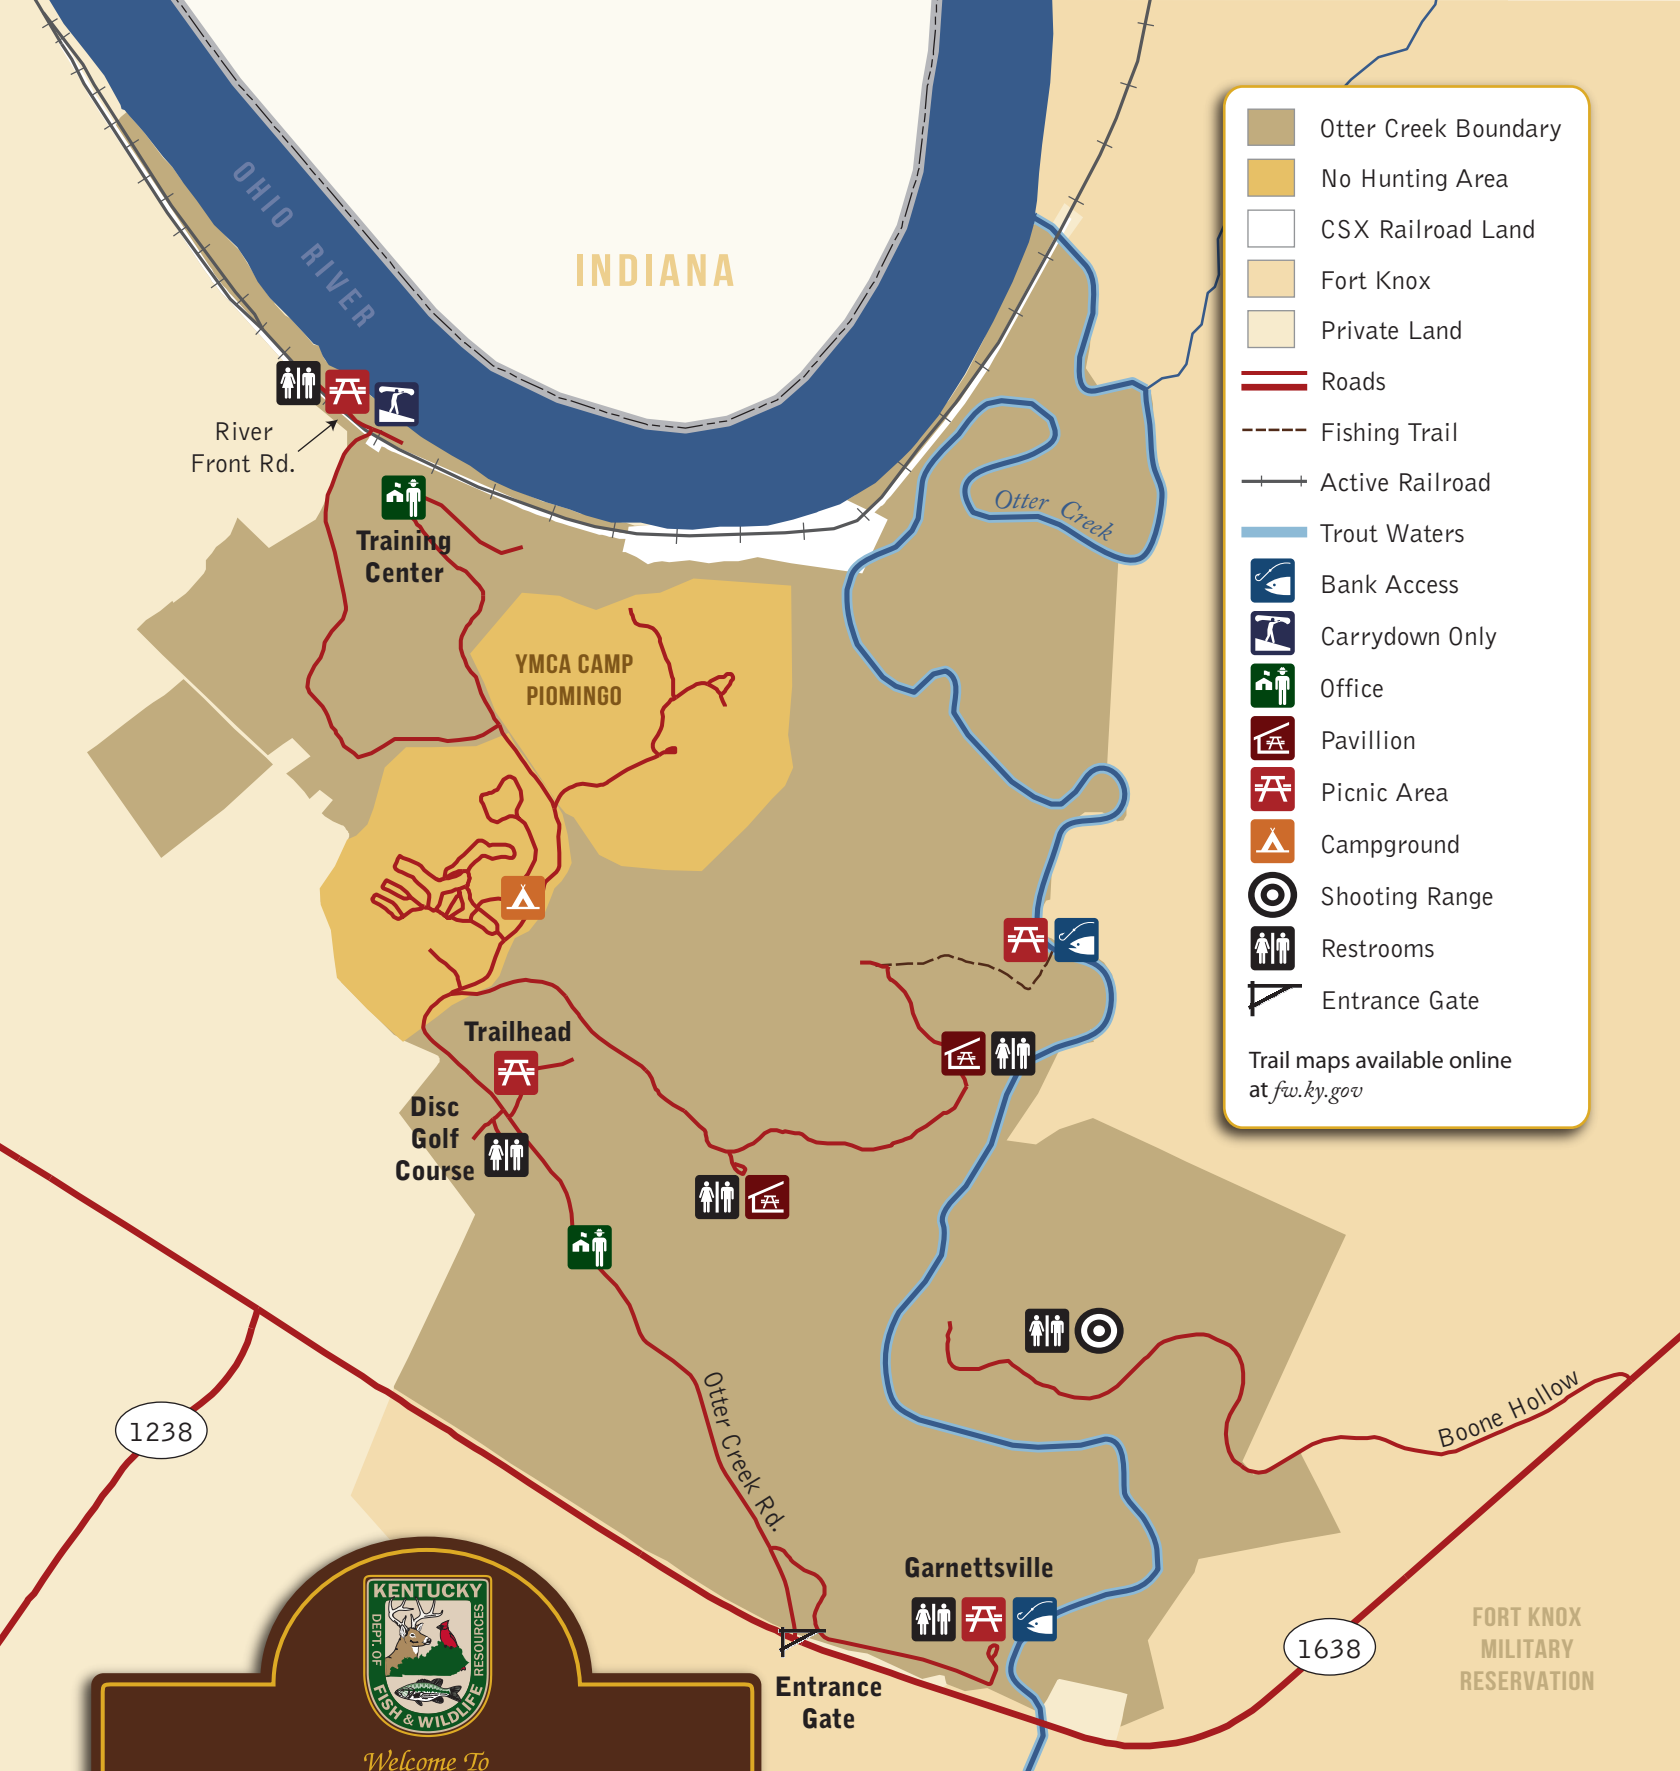 OHIO RIVER
INDIANA
River
Front Rd.
Training
Center
YMCA CAMP
PIOMINGO
Otter Creek
Trailhead
Disc
Golf
Course
Otter Creek Rd.
Boone Hollow
1238
1638
Garnettsville
Entrance
Gate
FORT KNOX
MILITARY
RESERVATION
Otter Creek Boundary
No Hunting Area
CSX Railroad Land
Fort Knox
Private Land
Roads
Fishing Trail
Active Railroad
Trout Waters
Bank Access
Carrydown Only
Office
Pavillion
Picnic Area
Campground
Shooting Range
Restrooms
Entrance Gate
Trail maps available online
at fw.ky.gov
KENTUCKY
DEPT. OF
FISH & WILDLIFE
RESOURCES
Welcome To